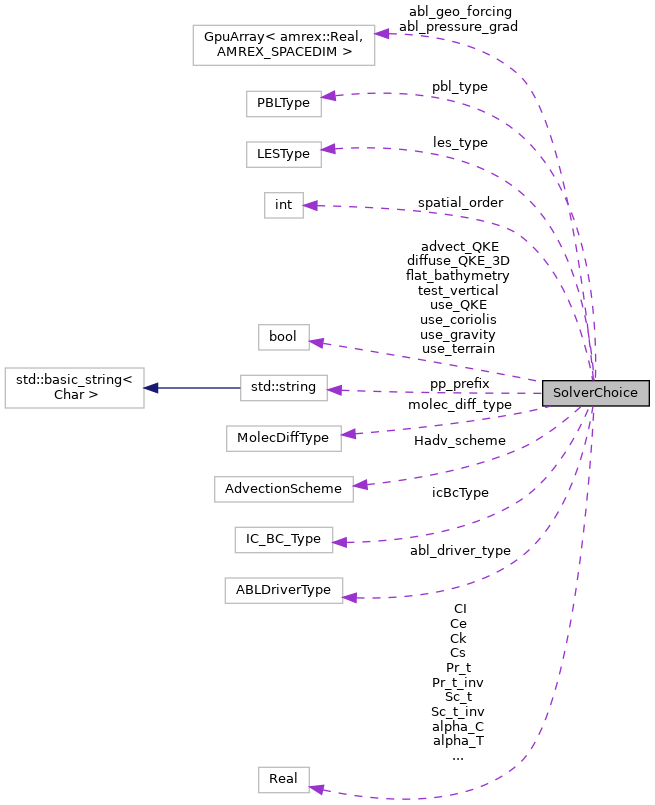 abl_geo_forcing
abl_pressure_grad
GpuArray< amrex::Real,
AMREX_SPACEDIM >
pbl_type
PBLType
les_type
LESType
spatial_order
int
advect_QKE
diffuse_QKE_3D
flat_bathymetry
test_vertical
use_QKE
use_coriolis
use_gravity
use_terrain
bool
std::basic_string<
Char >
std::string
pp_prefix
SolverChoice
molec_diff_type
MolecDiffType
Hadv_scheme
AdvectionScheme
icBcType
IC_BC_Type
abl_driver_type
ABLDriverType
CI
Ce
Ck
Cs
Pr_t
Pr_t_inv
Sc_t
Sc_t_inv
alpha_C
alpha_T
...
Real